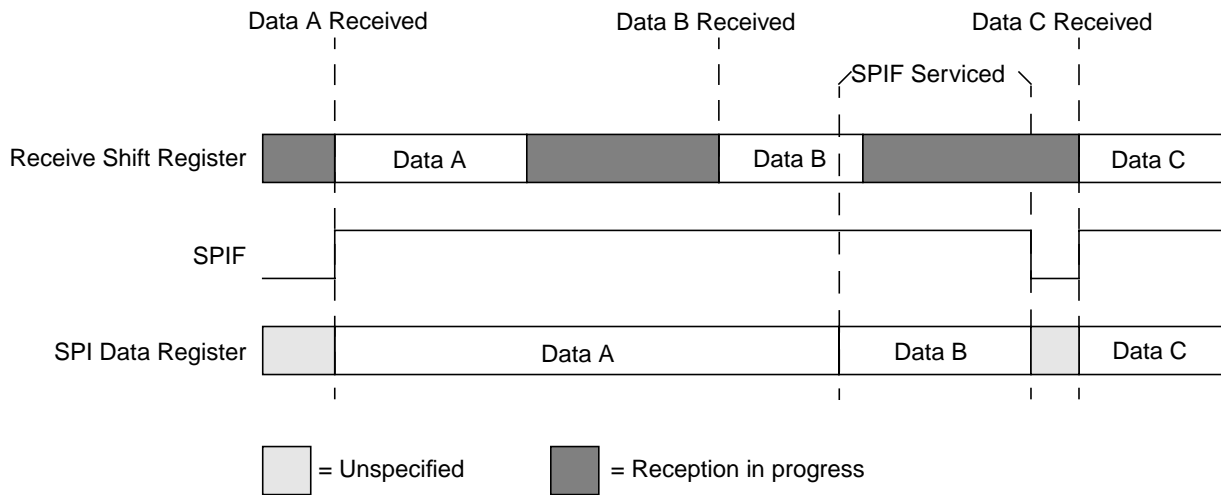 Data A Received
Data B Received
Data C Received
SPIF Serviced
Receive Shift Register
Data A
Data B
Data C
SPIF
SPI Data Register
Data A
Data B
Data C
= Unspecified
= Reception in progress